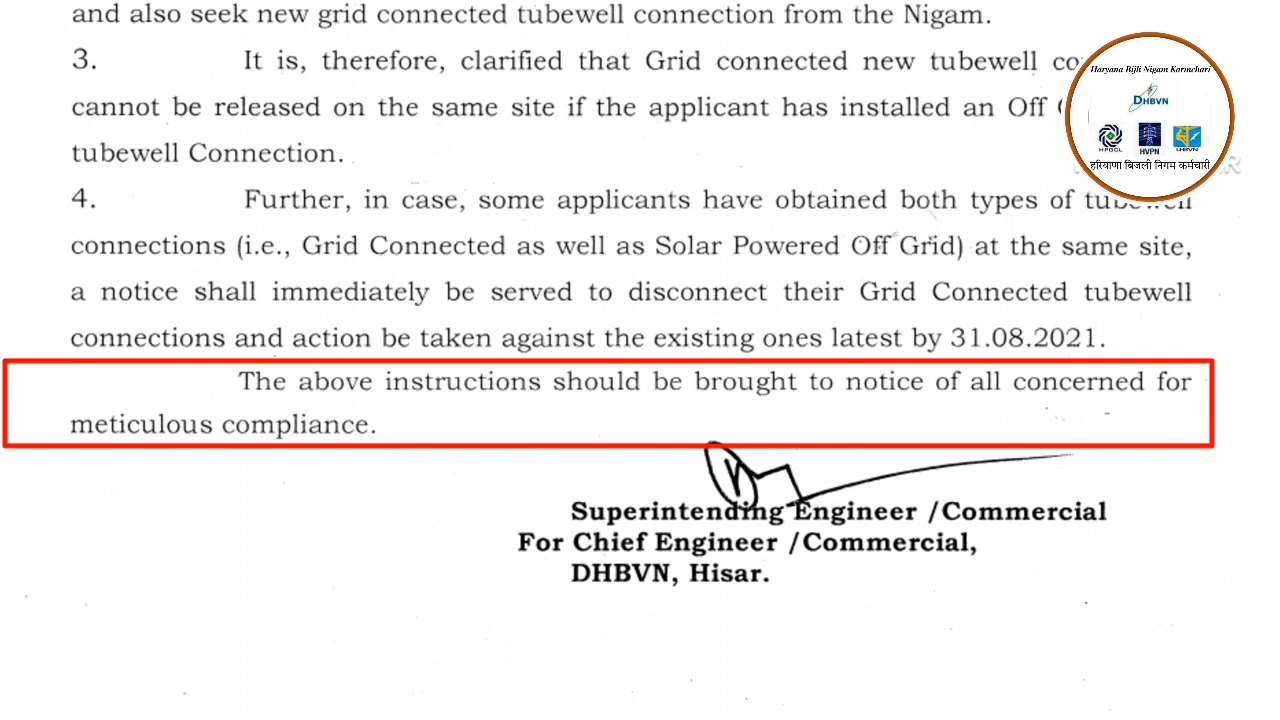 and also seek new grid connected tubewell connection from the Nigam.
3. It is, therefore, clarified that Grid connected new tubewell
cannot be released on the same site if the applicant has installed an Off
tubewell Connection.
4. Further, in case, some applicants have obtained both types of tubewell
connections (i.e., Grid Connected as well as Solar Powered Off Grid) at the same site,
a notice shall immediately be served to disconnect their Grid Connected tubewell
connections and action be taken against the existing ones latest by 31.08.2021.
The above instructions should be brought to notice of all concerned for
meticulous compliance.
Superintending Engineer /Commercial
For Chief Engineer /Commercial,
DHBVN, Hisar.
Haryana Bijli Nigam Karmchari
DHBVN
HPGCL HVPN UHBVN
हरियाणा बिजली निगम कर्मचारी